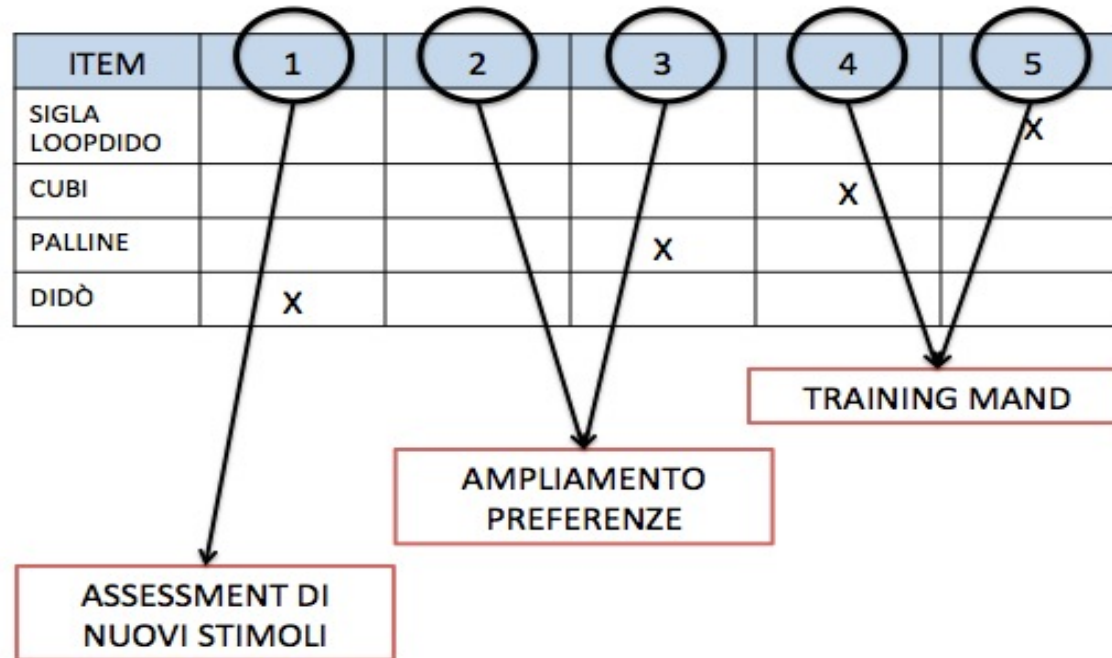 ITEM 1 2 3 4 5
SIGLA
LOOPDIDO X
CUBI X
PALLINE X
DIDÒ X
TRAINING MAND
AMPLIAMENTO
PREFERENZE
ASSESSMENT DI
NUOVI STIMOLI